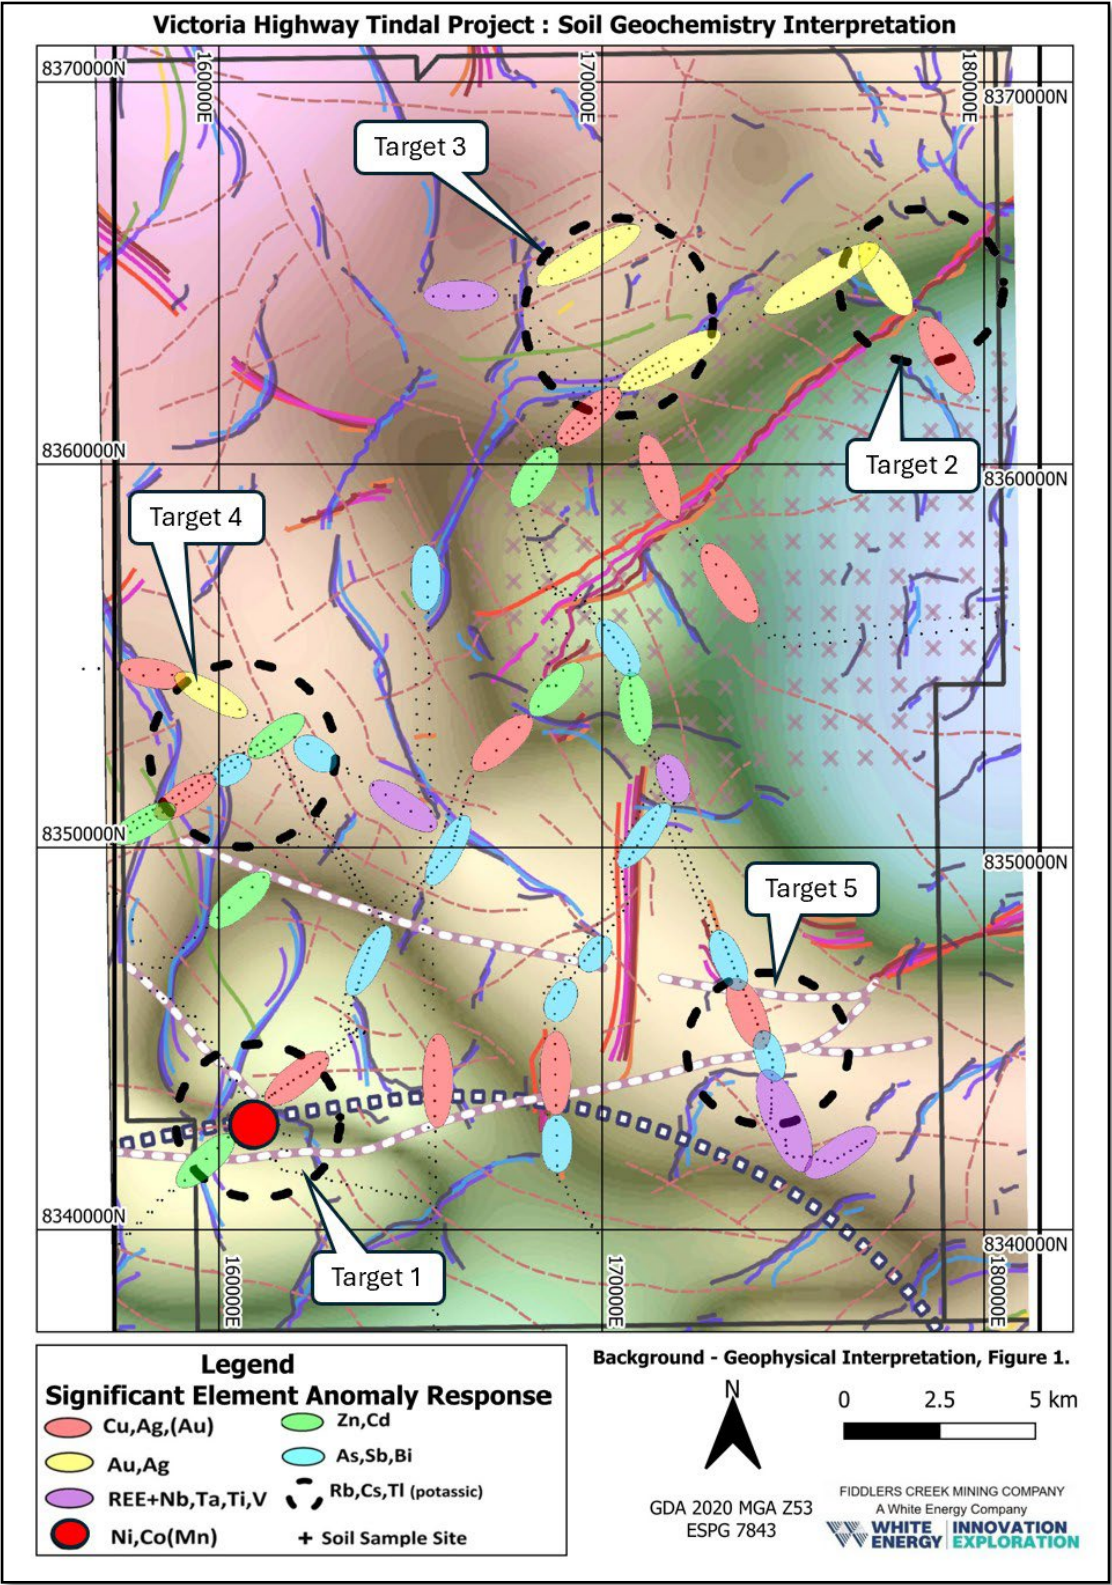 Victoria Highway Tindal Project : Soil Geochemistry Interpretation
8370000N
160000E
170000E
180000E
8370000N
Target 3
Target 2
8360000N
8360000N
Target 4
8350000N
8350000N
Target 5
8340000N
8340000N
Target 1
160000E
170000E
180000E
Legend
Significant Element Anomaly Response
Cu,Ag,(Au)
Zn,Cd
Au,Ag
As,Sb,Bi
REE+Nb,Ta,Ti,V
Rb,Cs,Tl (potassic)
Ni,Co(Mn)
+ Soil Sample Site
Background - Geophysical Interpretation, Figure 1.
N
0 2.5 5 km
GDA 2020 MGA Z53
ESPG 7843
FIDDLERS CREEK MINING COMPANY
A White Energy Company
WHITE ENERGY
INNOVATION EXPLORATION